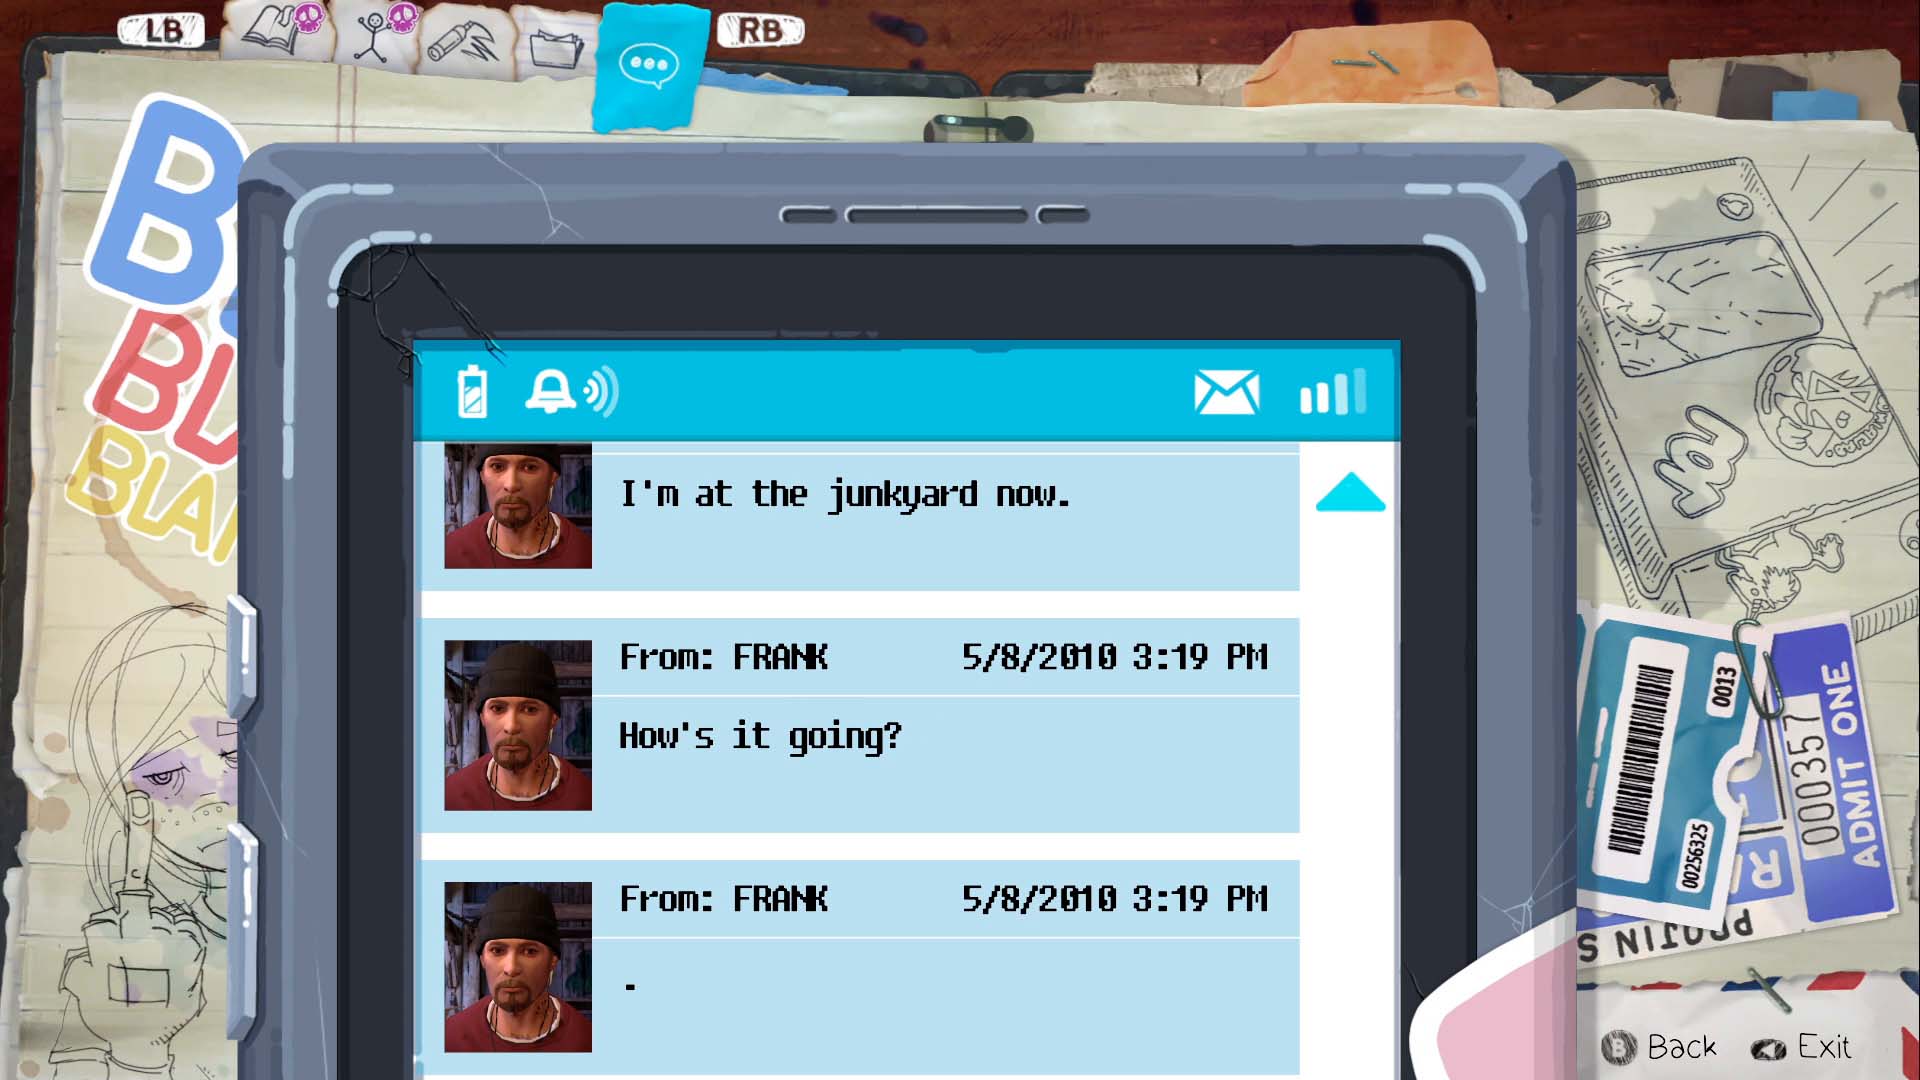 LB
RB
I'm at the junkyard now.
From: FRANK 5/8/2010 3:19 PM
How's it going?
From: FRANK 5/8/2010 3:19 PM
.
0013
00256325
000357
ADMIT ONE
B Back
Exit